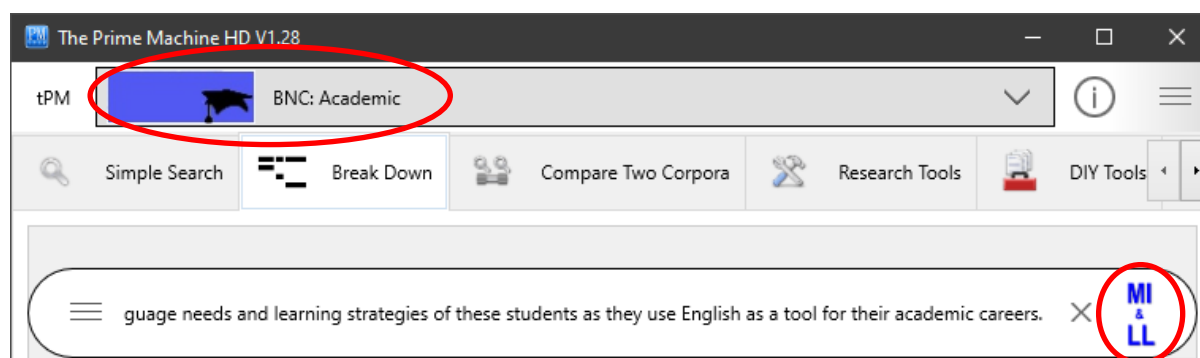 PM The Prime Machine HD V1.28
tPM BNC: Academic i
Simple Search Break Down Compare Two Corpora Research Tools DIY Tools
guage needs and learning strategies of these students as they use English as a tool for their academic careers. MI
&
LL